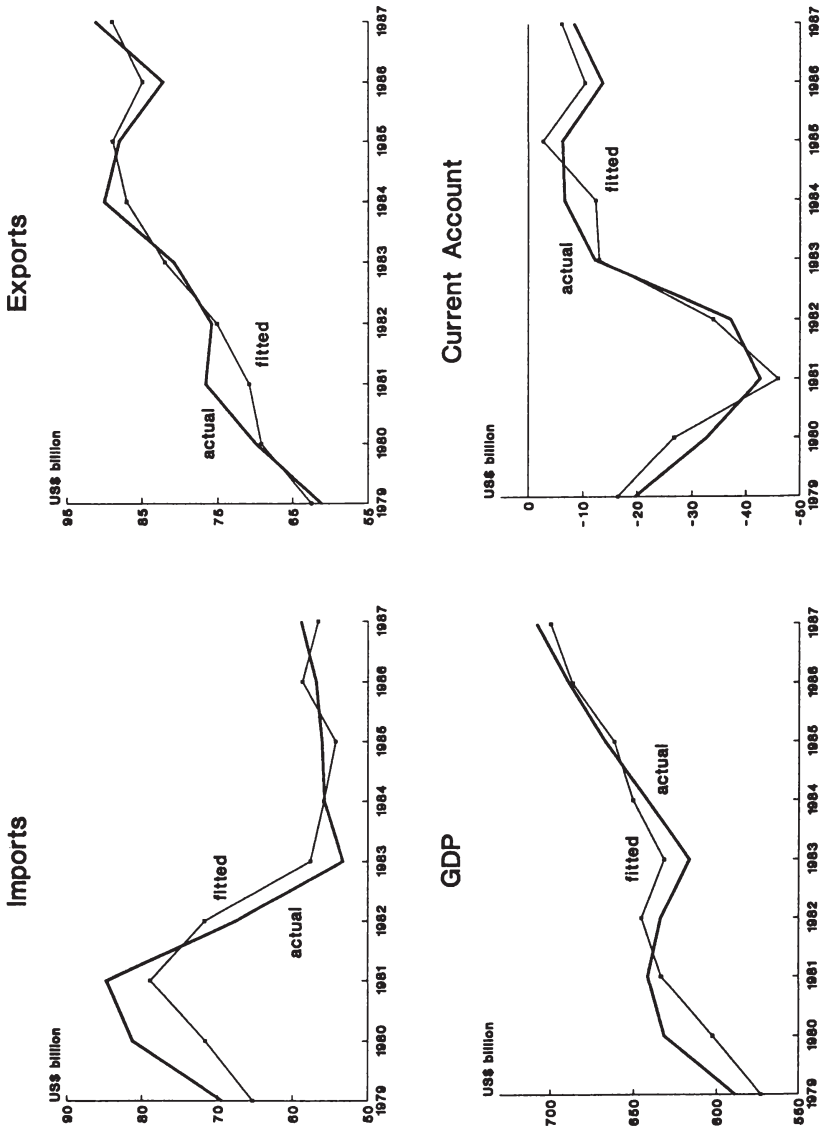 Imports
US$ billion
90
80
70
60
50
fitted
actual
1979 1980 1981 1982 1983 1984 1985 1986 1987
Exports
US$ billion
95
85
75
65
55
actual
fitted
1979 1980 1981 1982 1983 1984 1985 1986 1987
GDP
US$ billion
700
650
600
550
fitted
actual
1979 1980 1981 1982 1983 1984 1985 1986 1987
Current Account
US$ billion
0
-10
-20
-30
-40
-50
actual
fitted
1979 1980 1981 1982 1983 1984 1985 1986 1987